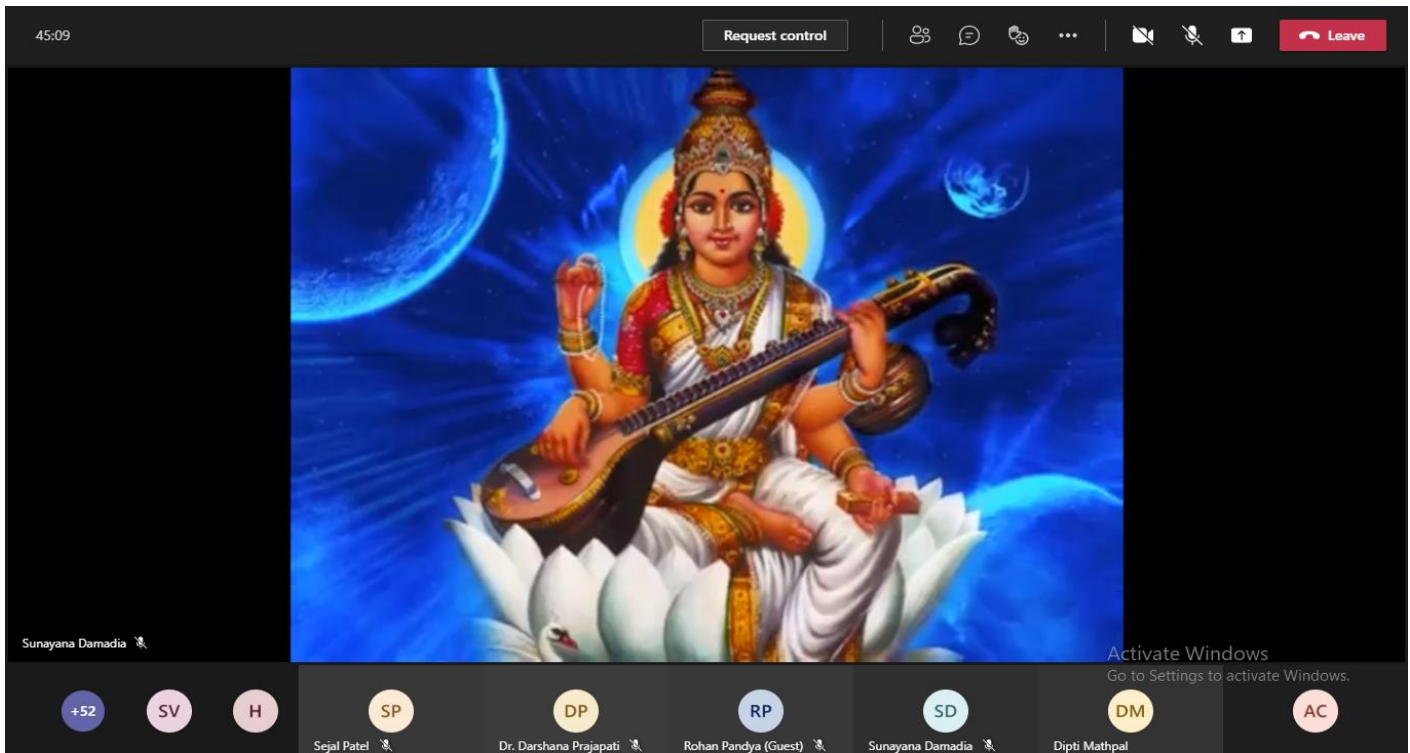 45:09
Request control
Leave
Sunayana Damadia
Activate Windows
Go to Settings to activate Windows.
+52
SV
H
SP
DP
RP
SD
DM
AC
Sejal Patel
Dr. Darshana Prajapati
Rohan Pandya (Guest)
Sunayana Damadia
Dipti Mathpal